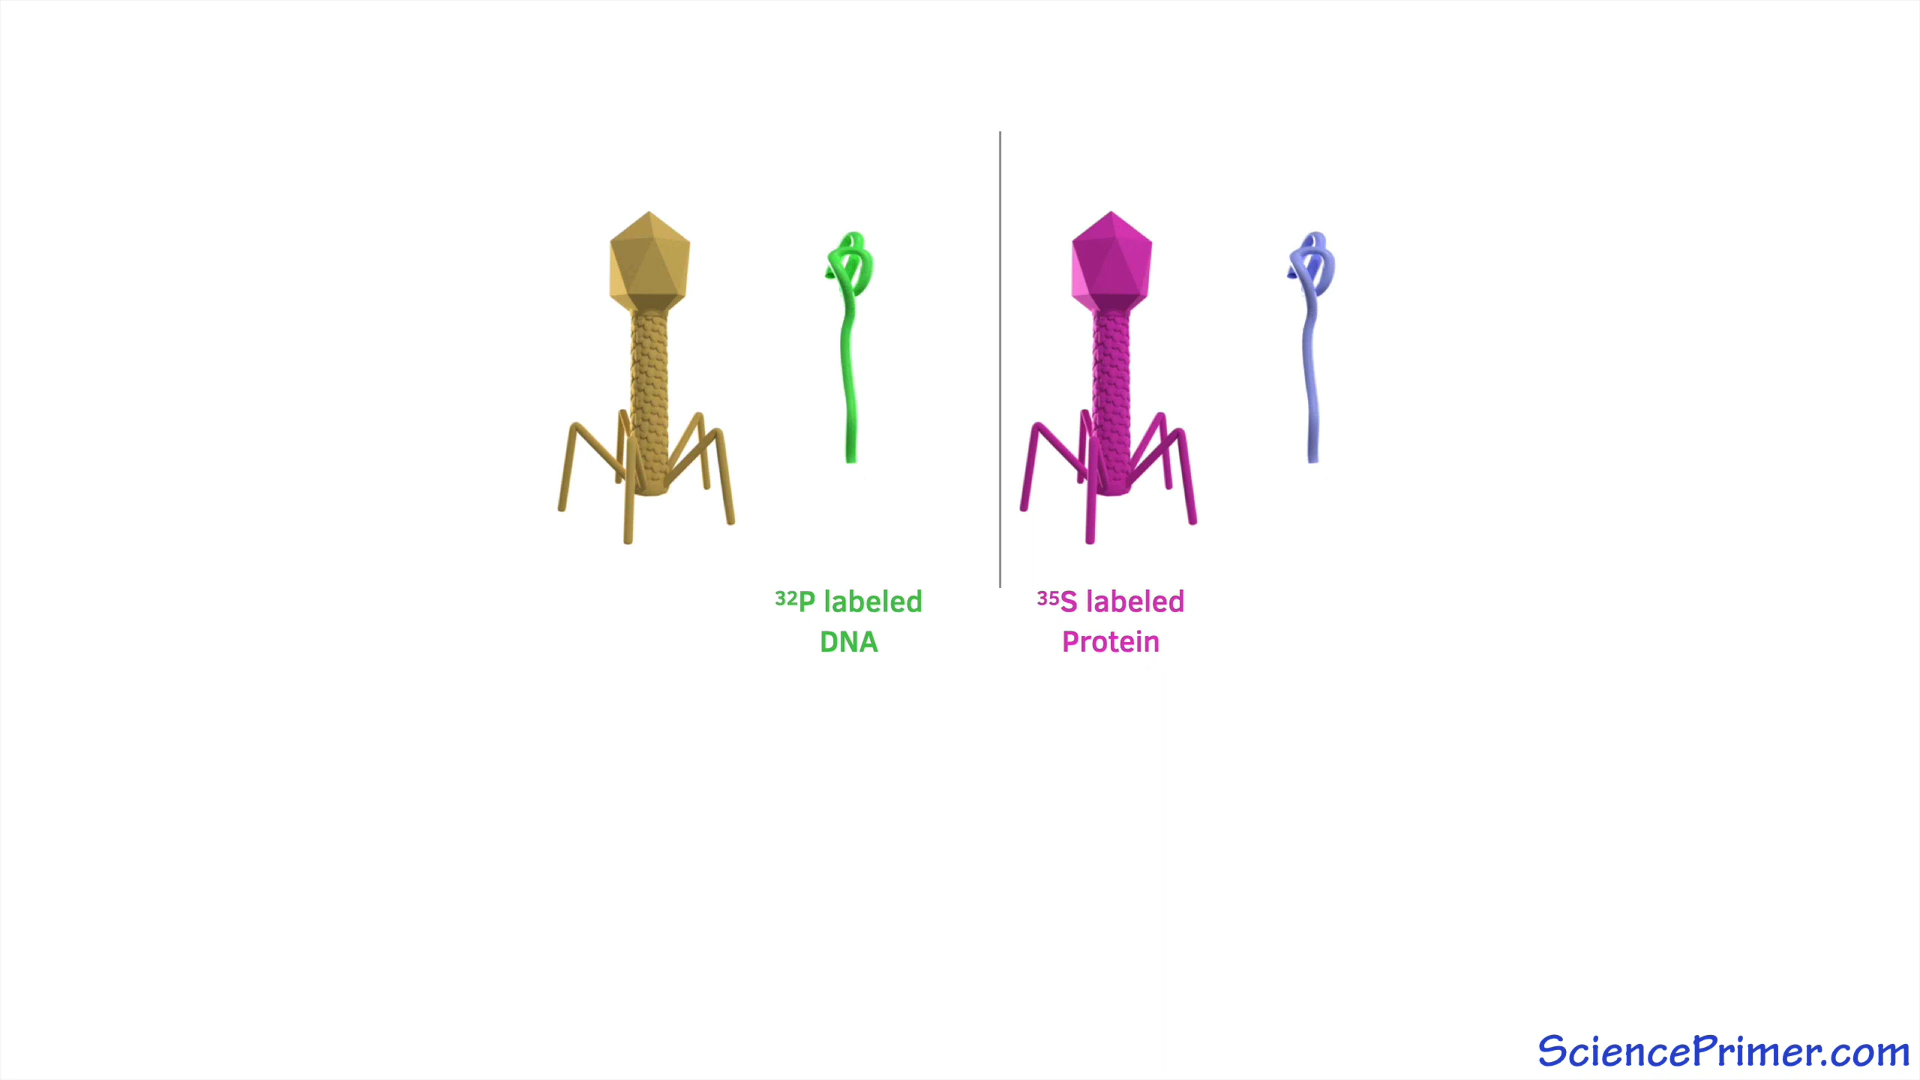 ³²P labeled
DNA
³⁵S labeled
Protein
SciencePrimer.com